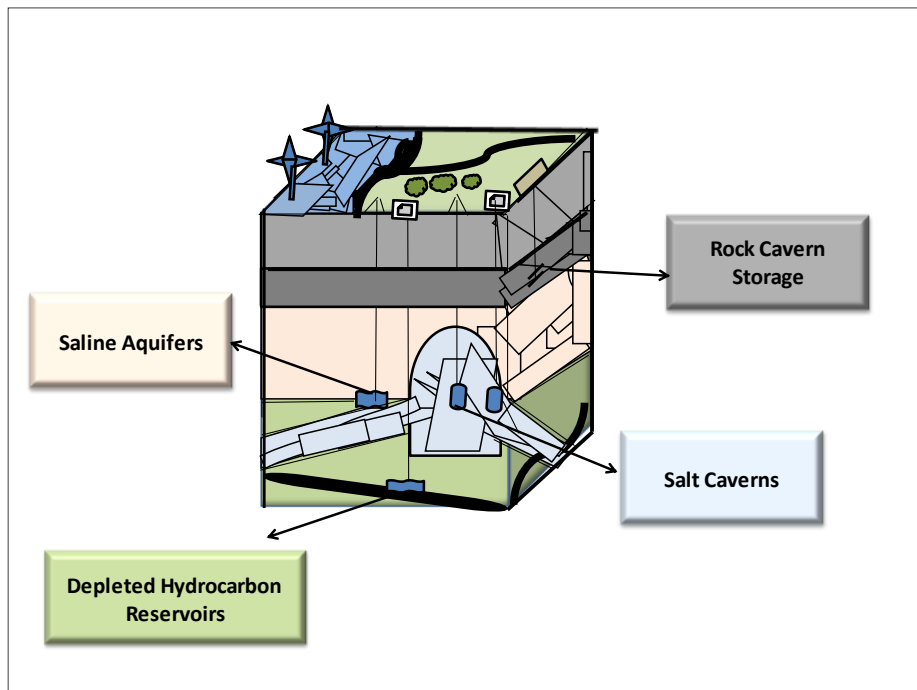 Rock Cavern
Storage
Saline Aquifers
Salt Caverns
Depleted Hydrocarbon
Reservoirs